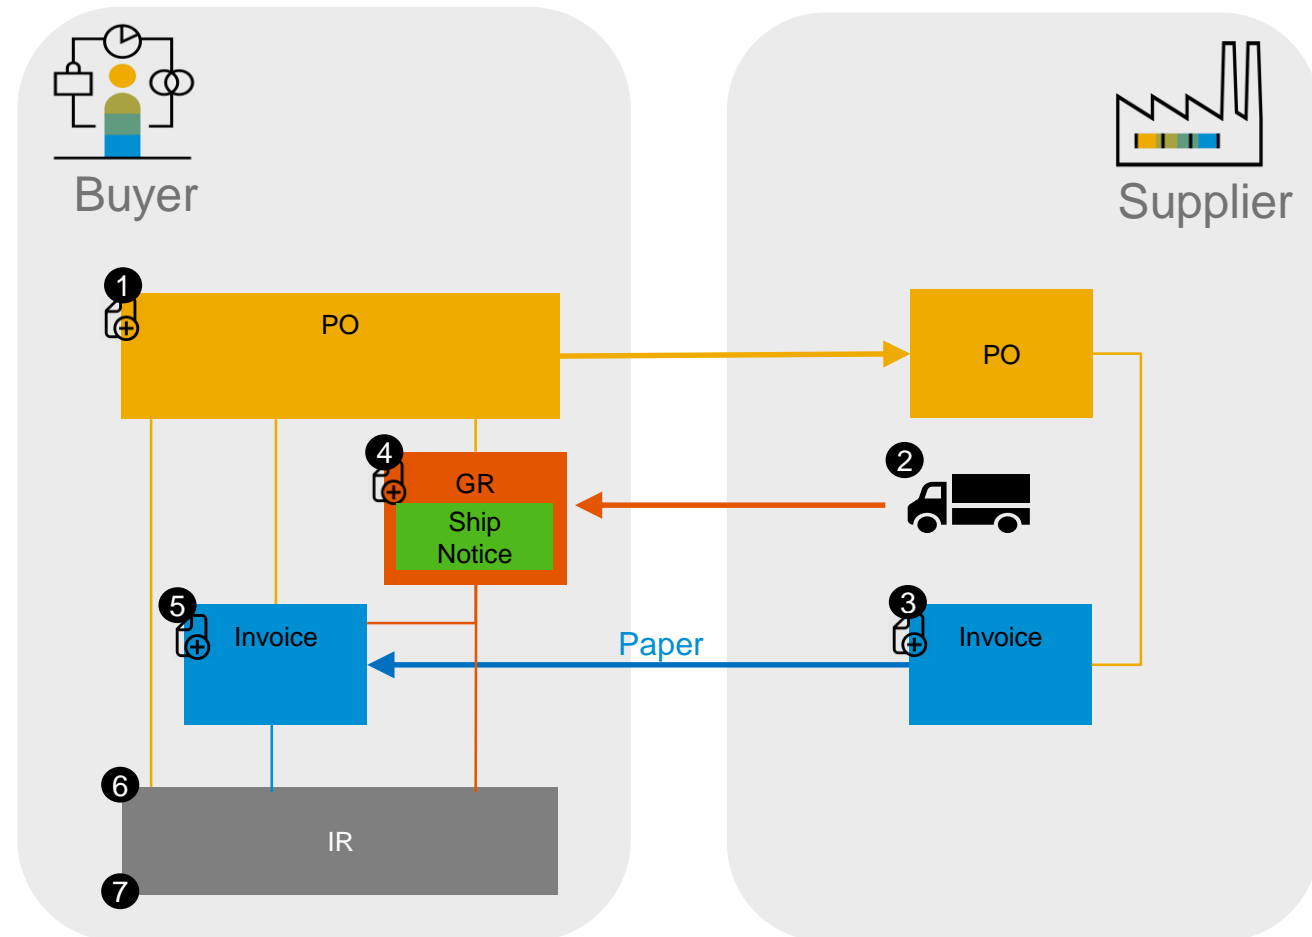 Buyer
Supplier
1
PO
PO
4
GR
2
Ship
Notice
5
Invoice
Paper
3
Invoice
6
IR
7